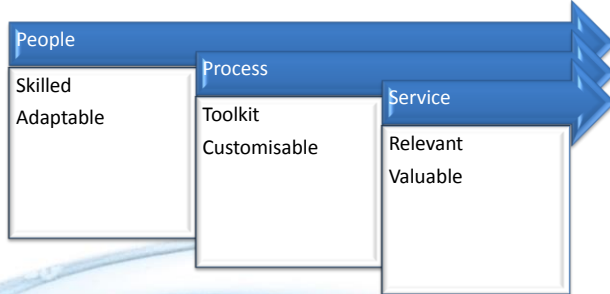 People
Skilled
Adaptable
Process
Toolkit
Customisable
Service
Relevant
Valuable